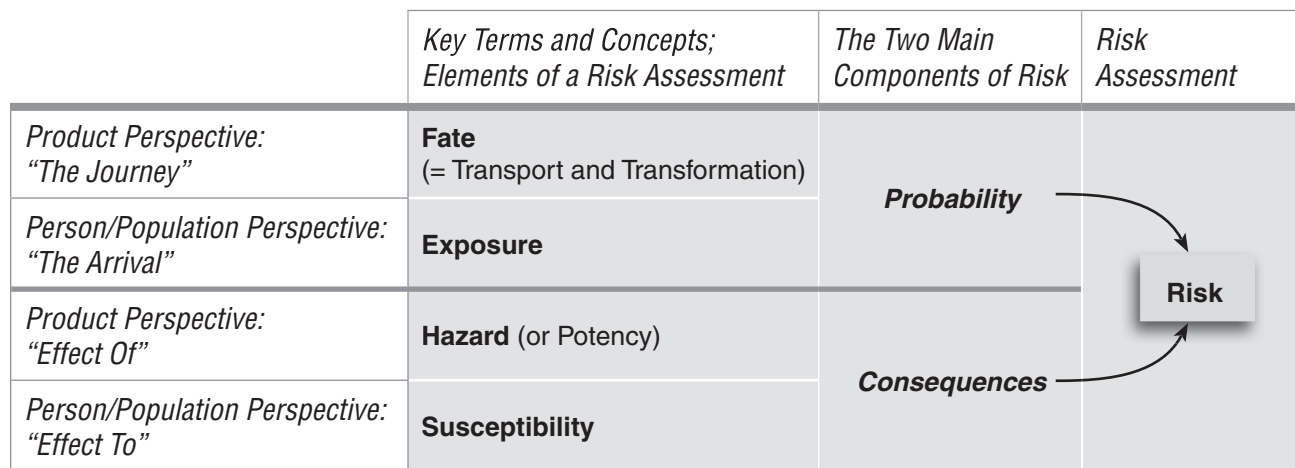 Key Terms and Concepts;
Elements of a Risk Assessment
The Two Main
Components of Risk
Risk
Assessment
Product Perspective:
“The Journey”
Fate
(= Transport and Transformation)
Probability
Person/Population Perspective:
“The Arrival”
Exposure
Risk
Product Perspective:
“Effect Of”
Hazard (or Potency)
Consequences
Person/Population Perspective:
“Effect To”
Susceptibility